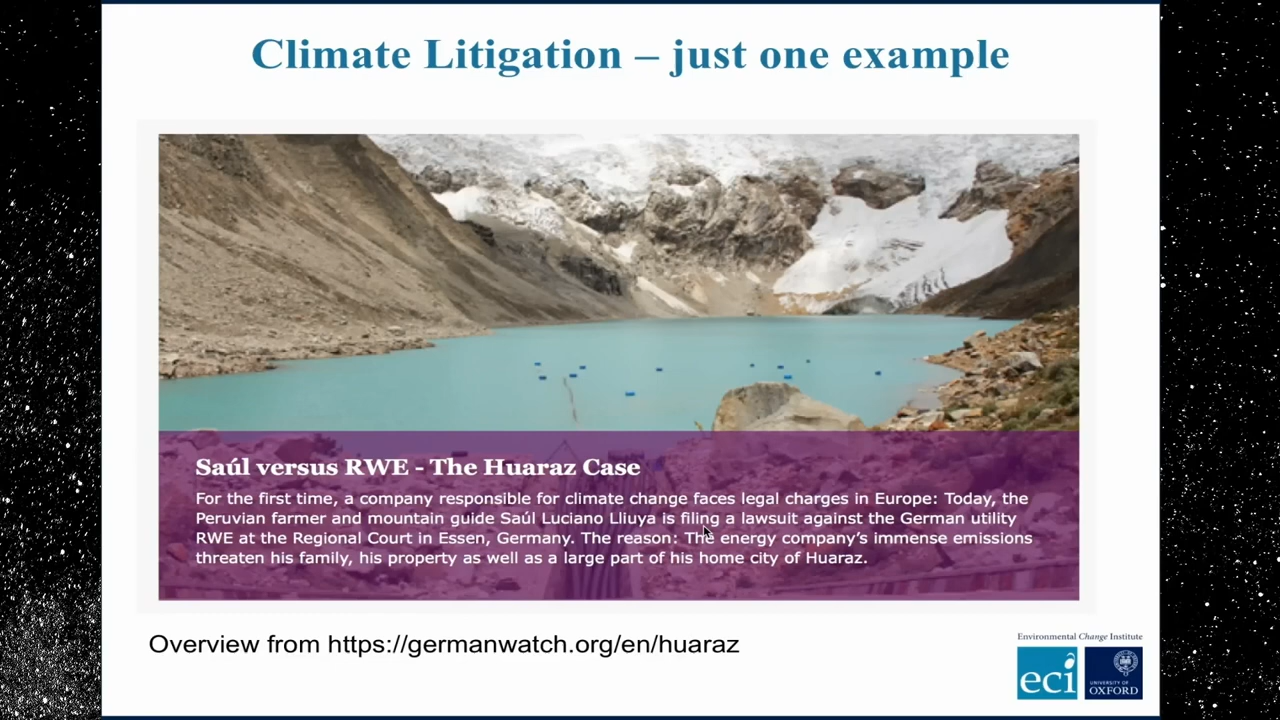 Climate Litigation – just one example
Saúl versus RWE - The Huaraz Case
For the first time, a company responsible for climate change faces legal charges in Europe: Today, the
Peruvian farmer and mountain guide Saúl Luciano Lliuya is filing a lawsuit against the German utility
RWE at the Regional Court in Essen, Germany. The reason: The energy company’s immense emissions
threaten his family, his property as well as a large part of his home city of Huaraz.
Overview from https://germanwatch.org/en/huaraz
Environmental Change Institute
eci
UNIVERSITY OF
OXFORD